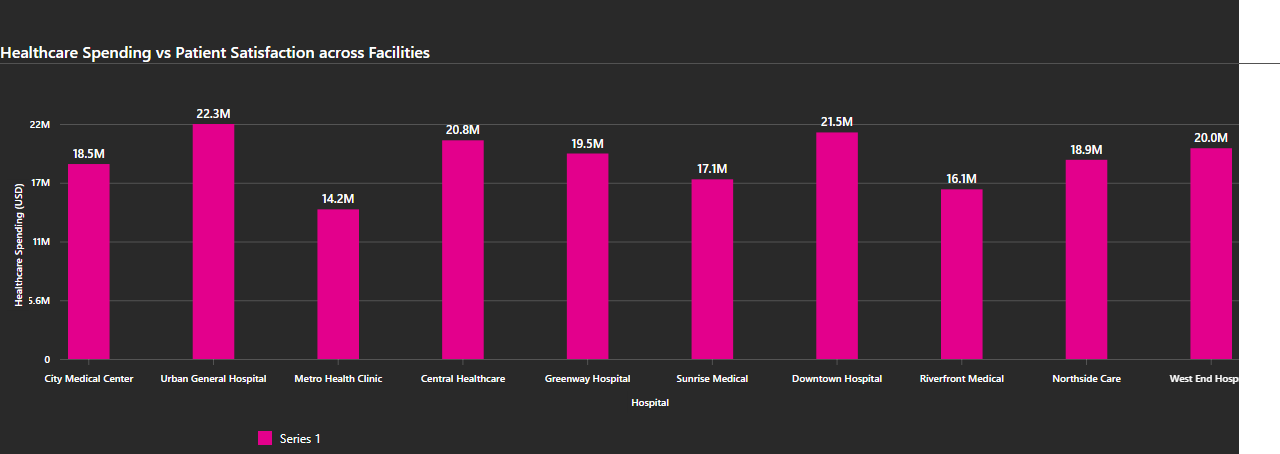 Healthcare Spending vs Patient Satisfaction across Facilities
22.3M
22M
21.5M
20.8M
20.0M
19.5M
18.9M
18.5M
17.1M
17M
16.1M
14.2M
Healthcare Spending (USD)
11M
5.6M
0
City Medical Center Urban General Hospital Metro Health Clinic Central Healthcare Greenway Hospital Sunrise Medical Downtown Hospital Riverfront Medical Northside Care West End Hosp
Hospital
Series 1